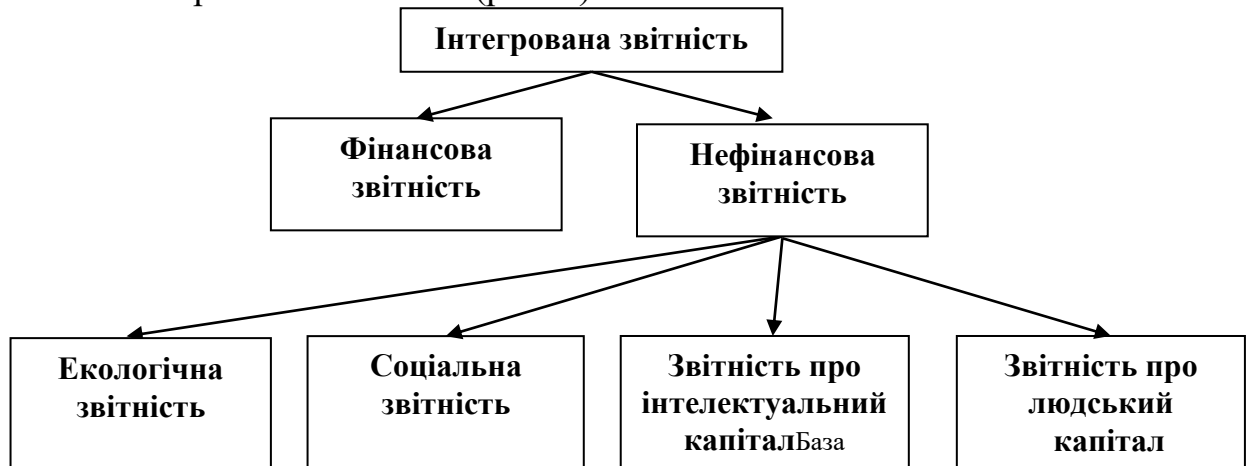 Інтегрована звітність
Фінансова
звітність
Нефінансова
звітність
Екологічна
звітність
Соціальна
звітність
Звітність про
інтелектуальний
капіталБаза
Звітність про
людський
капітал